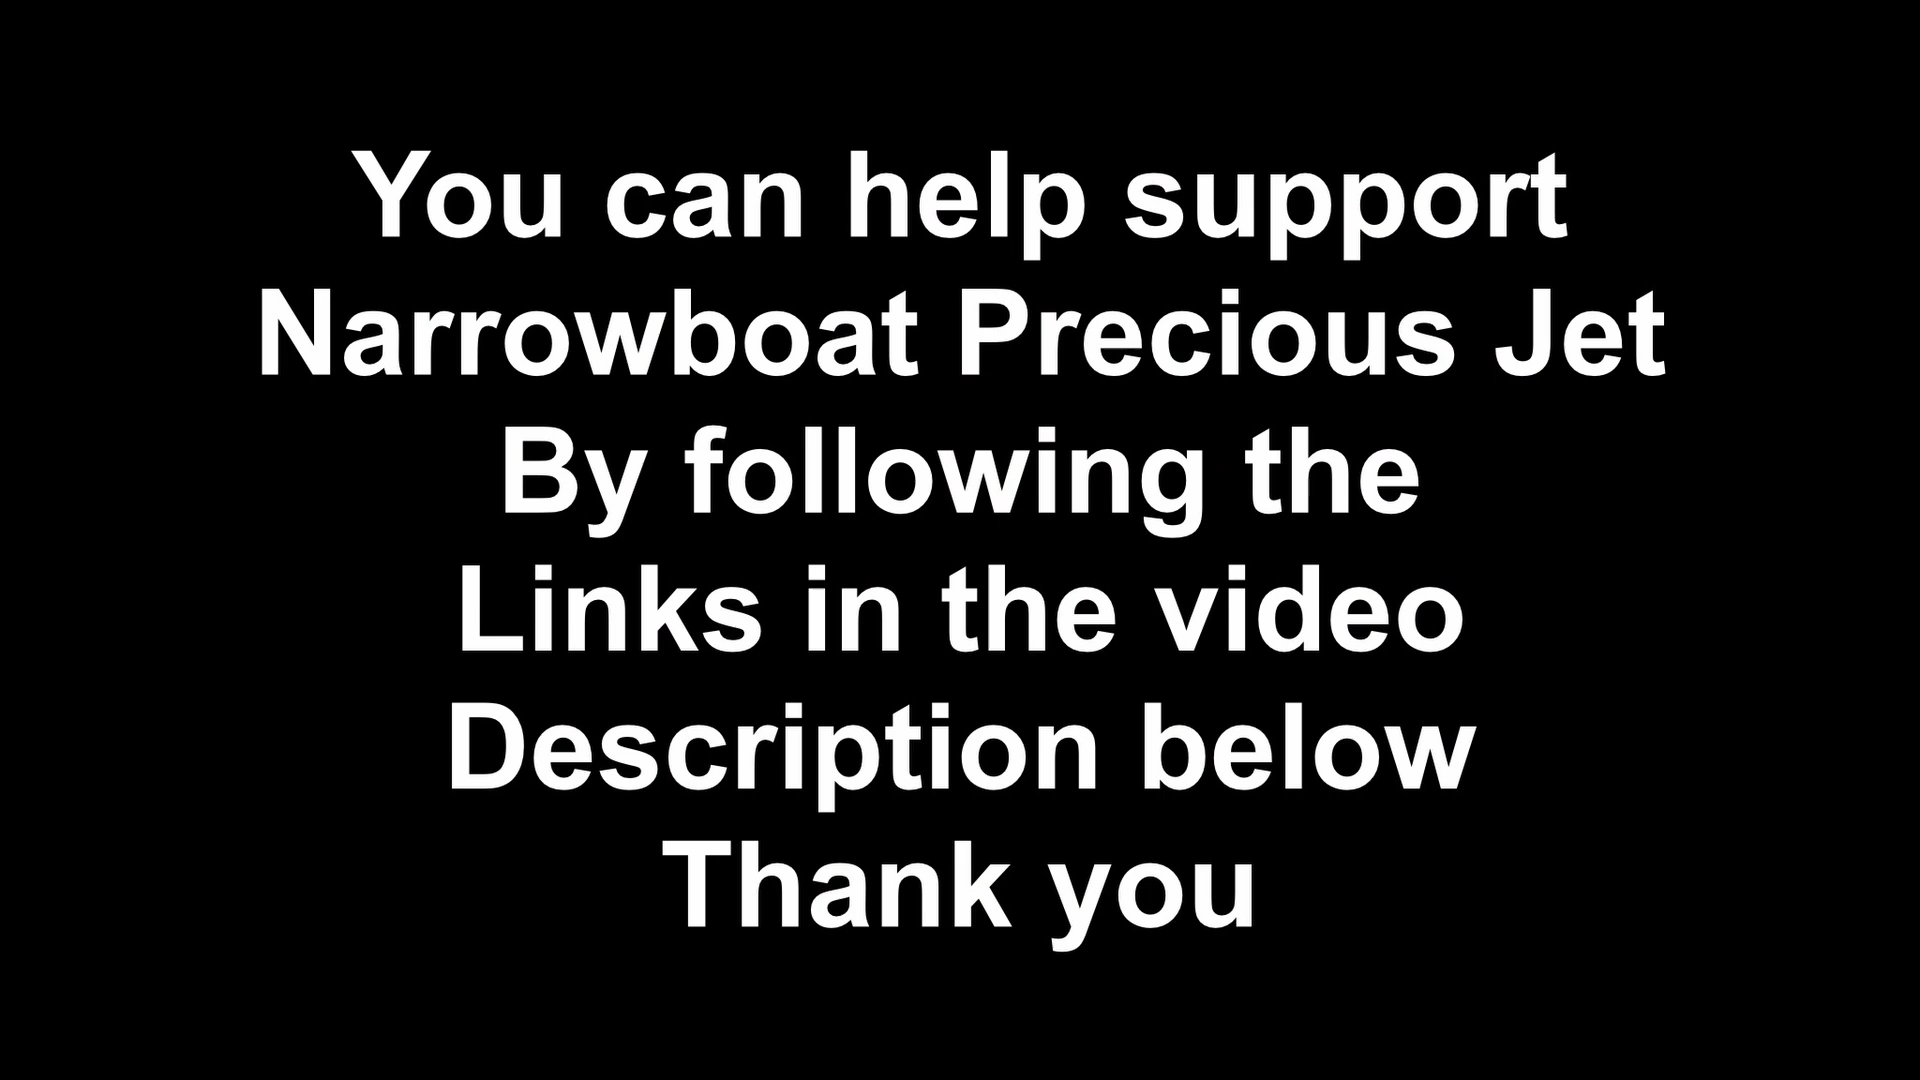 You can help support
Narrowboat Precious Jet
By following the
Links in the video
Description below
Thank you